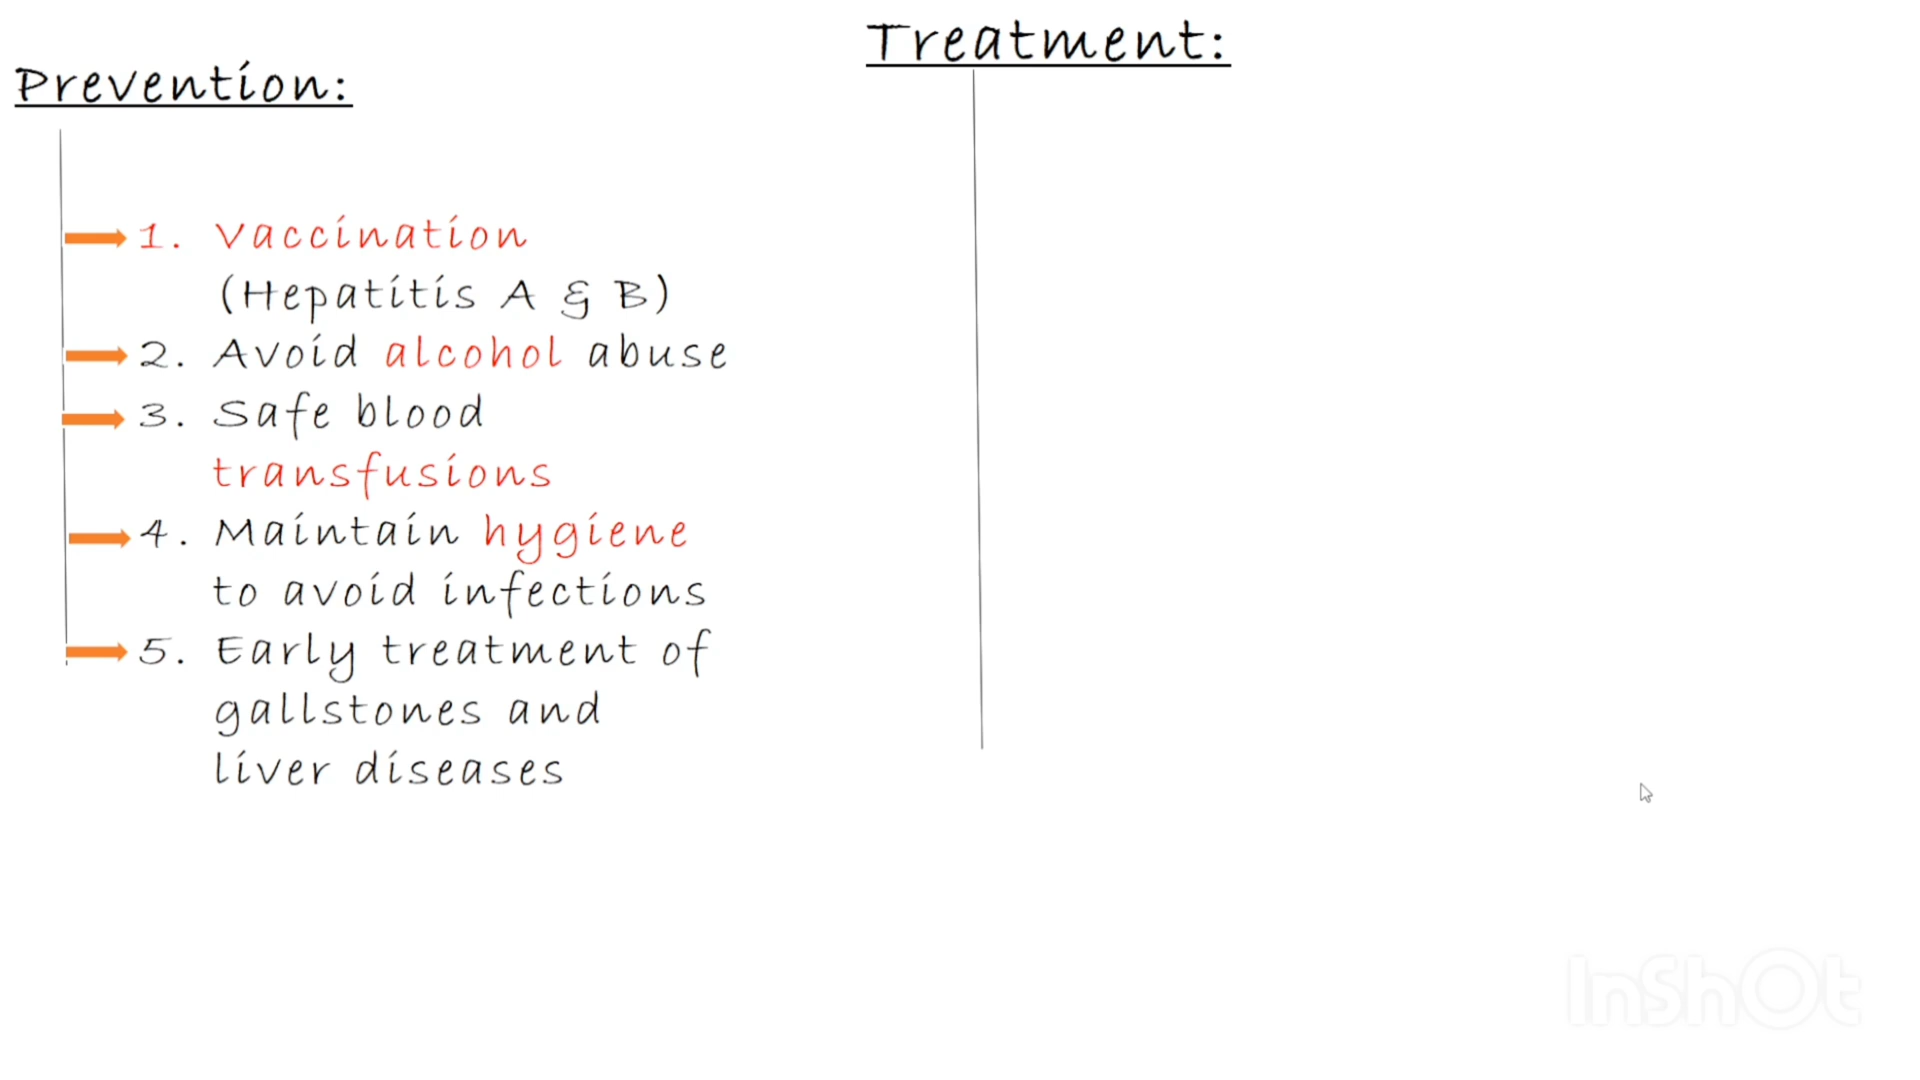 Prevention:
1. Vaccination
(Hepatitis A & B)
2. Avoid alcohol abuse
3. Safe blood
transfusions
4. Maintain hygiene
to avoid infections
5. Early treatment of
gallstones and
liver diseases
Treatment:
InShOt